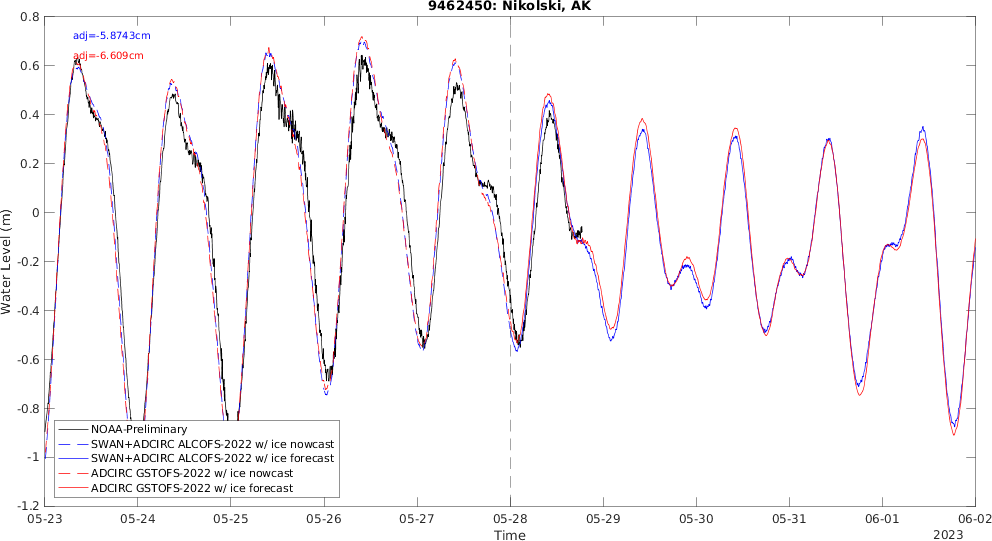 9462450: Nikolski, AK
adj=-5.8743cm
adj=-6.609cm
Water Level (m)
0.8
0.6
0.4
0.2
0
-0.2
-0.4
-0.6
-0.8
-1
-1.2
NOAA-Preliminary
SWAN+ADCIRC ALCOFS-2022 w/ ice nowcast
SWAN+ADCIRC ALCOFS-2022 w/ ice forecast
ADCIRC GSTOFS-2022 w/ ice nowcast
ADCIRC GSTOFS-2022 w/ ice forecast
05-23 05-24 05-25 05-26 05-27 05-28 05-29 05-30 05-31 06-01 06-02
Time
2023